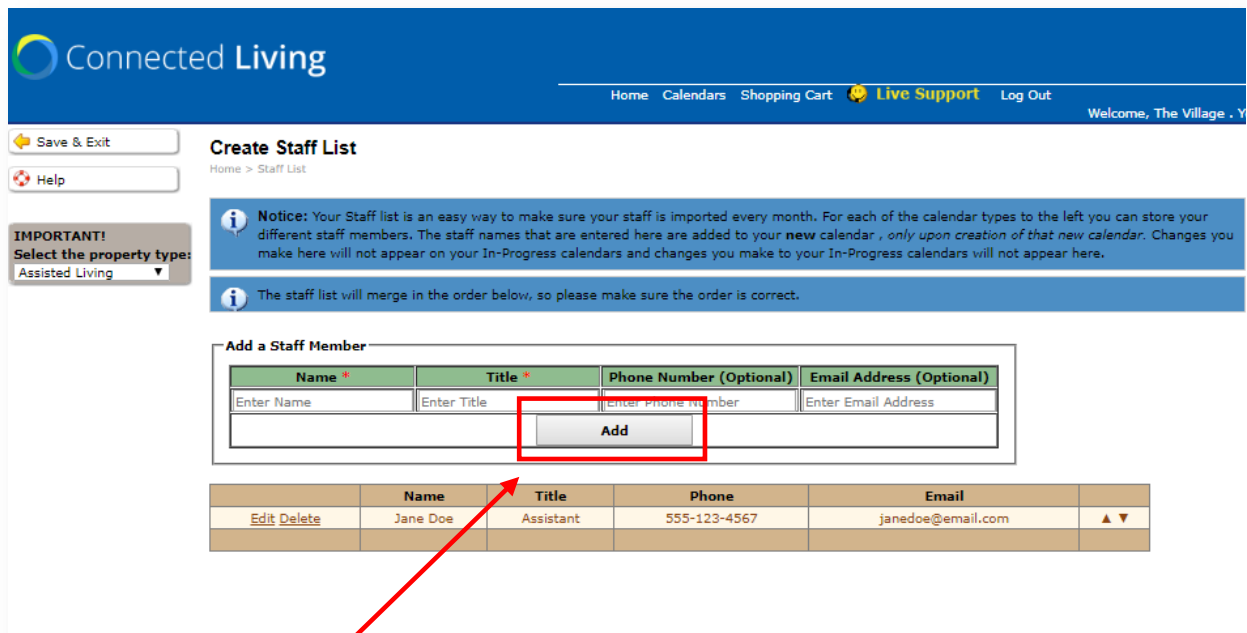 Connected Living
Home Calendars Shopping Cart Live Support Log Out
Welcome, The Village . Y
Save & Exit
Help
IMPORTANT!
Select the property type:
Assisted Living ▼
Create Staff List
Home > Staff List
Notice: Your Staff list is an easy way to make sure your staff is imported every month. For each of the calendar types to the left you can store your
different staff members. The staff names that are entered here are added to your new calendar , only upon creation of that new calendar. Changes you
make here will not appear on your In-Progress calendars and changes you make to your In-Progress calendars will not appear here.
The staff list will merge in the order below, so please make sure the order is correct.
Add a Staff Member
Name * Title * Phone Number (Optional) Email Address (Optional)
Enter Name Enter Title Enter Phone Number Enter Email Address
Add
Name Title Phone Email
Edit Delete Jane Doe Assistant 555-123-4567 janedoe@email.com ▲ ▼